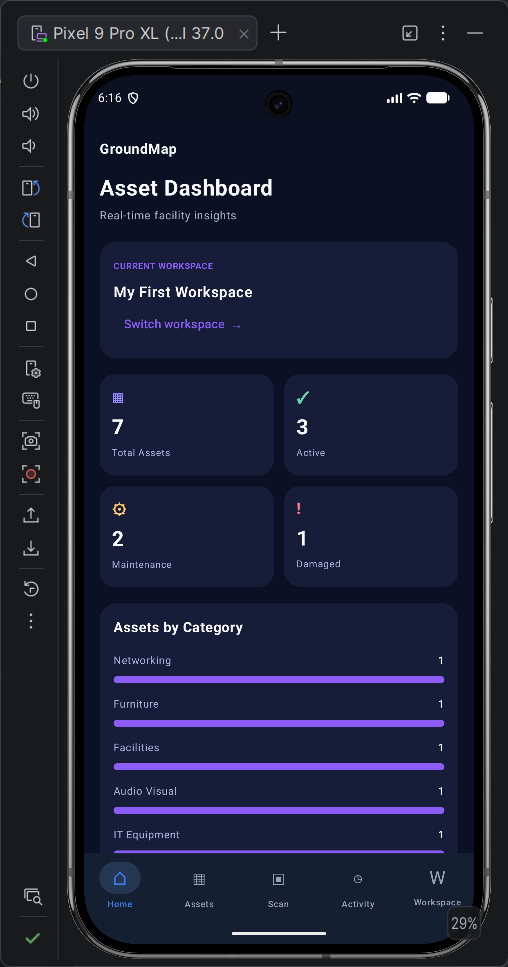 Pixel 9 Pro XL (...l 37.0
6:16
GroundMap
Asset Dashboard
Real-time facility insights
CURRENT WORKSPACE
My First Workspace
Switch workspace →
7
Total Assets
3
Active
2
Maintenance
!
1
Damaged
Assets by Category
Networking 1
Furniture 1
Facilities 1
Audio Visual 1
IT Equipment 1
W
Home Assets Scan Activity Workspace
29%